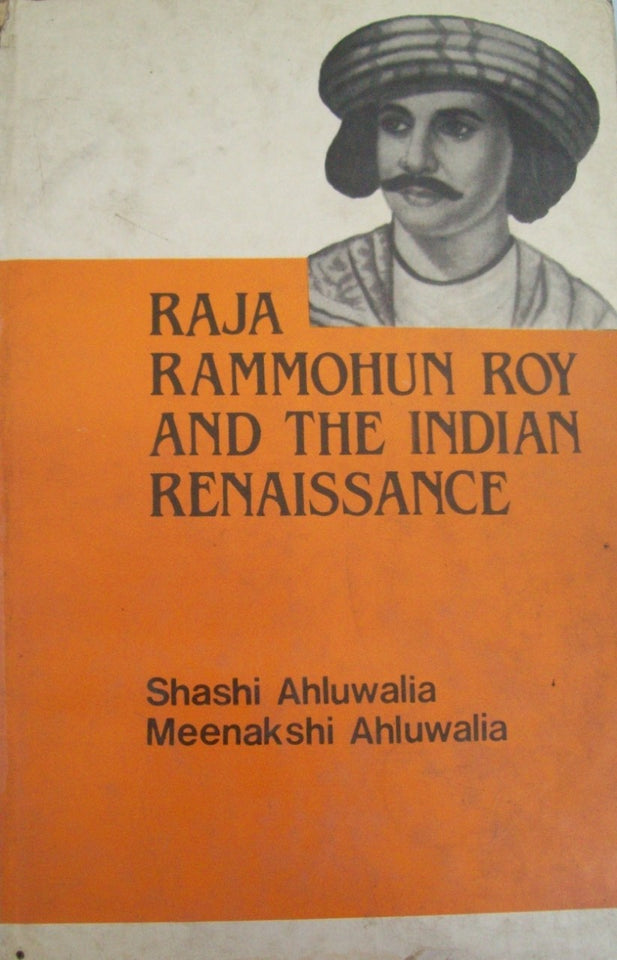 RAJA
RAMMOHUN ROY
AND THE INDIAN
RENAISSANCE
Shashi Ahluwalia
Meenakshi Ahluwalia